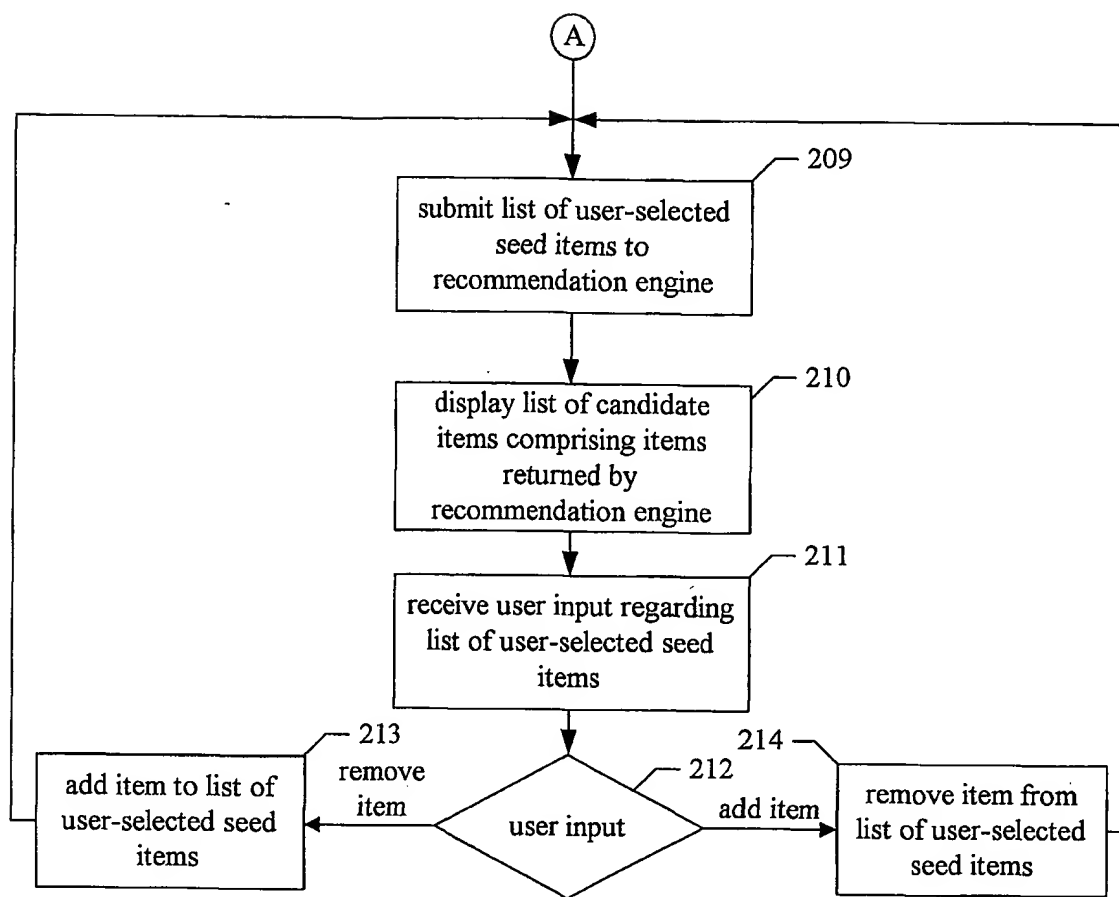 A
209
submit list of user-selected
seed items to
recommendation engine
210
display list of candidate
items comprising items
returned by
recommendation engine
211
receive user input regarding
list of user-selected seed
items
213
add item to list of
user-selected seed
items
remove
item
212
user input
add item
214
remove item from
list of user-selected
seed items